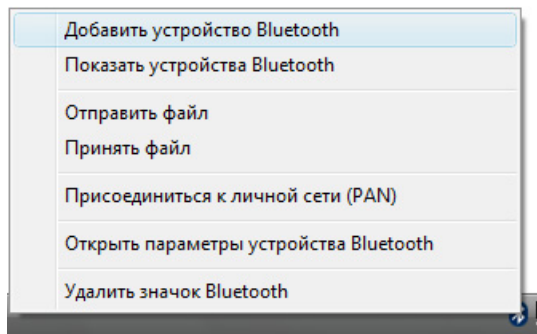 Добавить устройство Bluetooth
Показать устройства Bluetooth
Отправить файл
Принять файл
Присоединиться к личной сети (PAN)
Открыть параметры устройства Bluetooth
Удалить значок Bluetooth